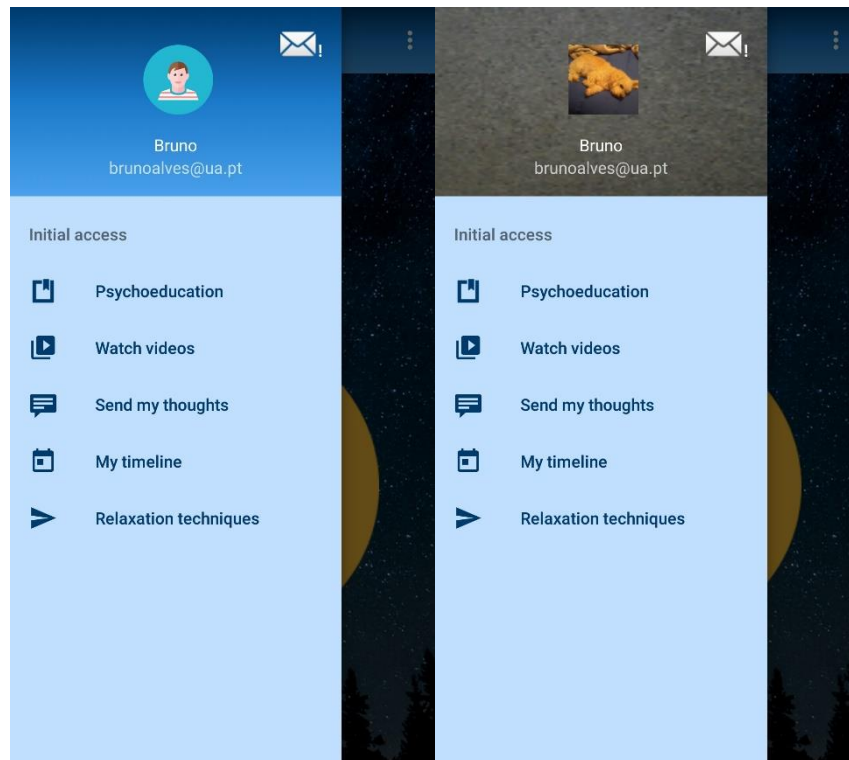 !
Bruno
brunoalves@ua.pt
Initial access
Psychoeducation
Watch videos
Send my thoughts
My timeline
Relaxation techniques
!
Bruno
brunoalves@ua.pt
Initial access
Psychoeducation
Watch videos
Send my thoughts
My timeline
Relaxation techniques